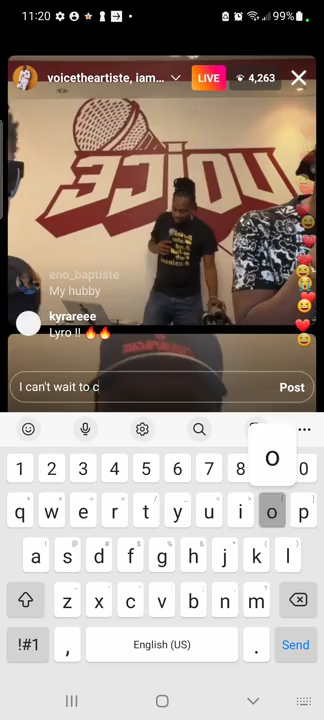 11:20
99%
voicetheartiste, iam...
LIVE
4,263
VOICE
eno_baptiste
My hubby
kyrareee
Lyro !! 🔥🔥
I can't wait to c
Post
o
1 2 3 4 5 6 7 8 0
q w e r t y u i o p
a s d f g h j k l
z x c v b n m
!#1 , English (US) . Send